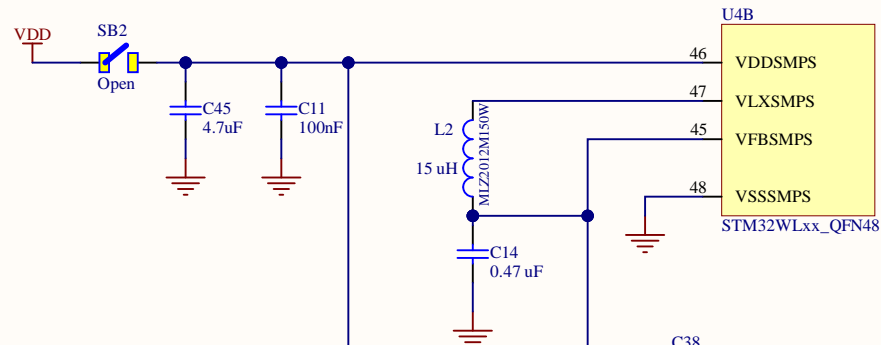 U4B
VDD
SB2
Open
46
VDDSMPS
C45
4.7uF
C11
100nF
47
VLXSMPS
L2
15 uH
MLZ2012M150W
45
VFBSMPS
48
VSSSMPS
STM32WLxx_QFN48
C14
0.47 uF
C38